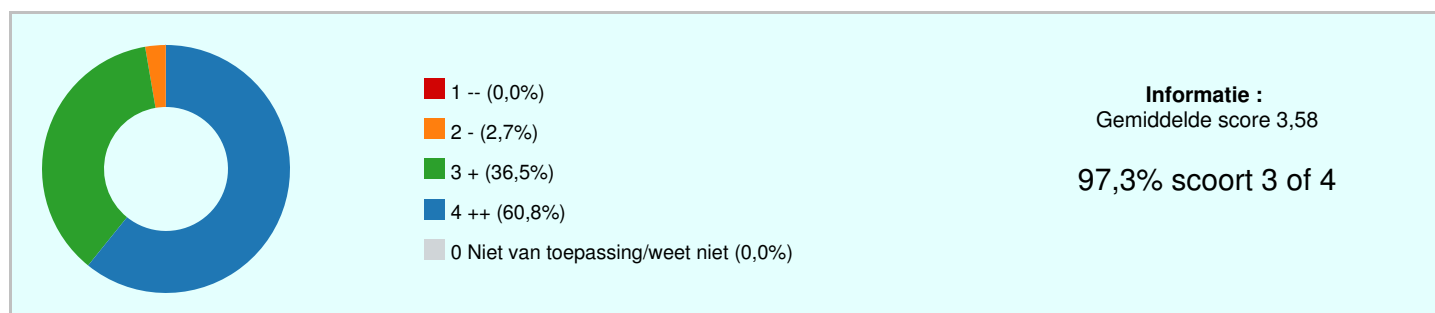 1 -- (0,0%)
2 - (2,7%)
3 + (36,5%)
4 ++ (60,8%)
0 Niet van toepassing/weet niet (0,0%)
Informatie :
Gemiddelde score 3,58
97,3% scoort 3 of 4